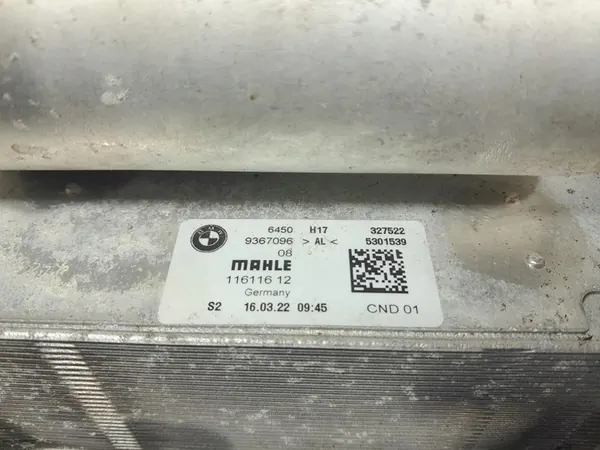 BMW
6450 H17 327522
9367096 > AL < 5301539
08
MAHLE
116116 12
Germany
S2 16.03.22 09:45 CND 01